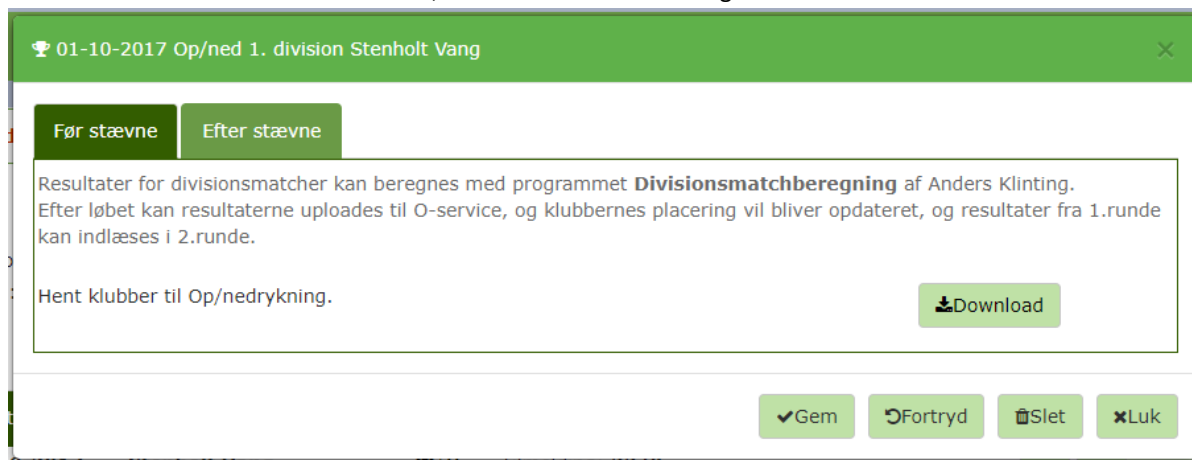 01-10-2017 Op/ned 1. division Stenholt Vang
Før stævne Efter stævne
Resultater for divisionsmatcher kan beregnes med programmet Divisionsmatchberegning af Anders Klinting.
Efter løbet kan resultaterne uploades til O-service, og klubbernes placering vil bliver opdateret, og resultater fra 1.runde
kan indlæses i 2.runde.
Hent klubber til Op/nedrykning.
Download
Gem Fortryd Slet Luk